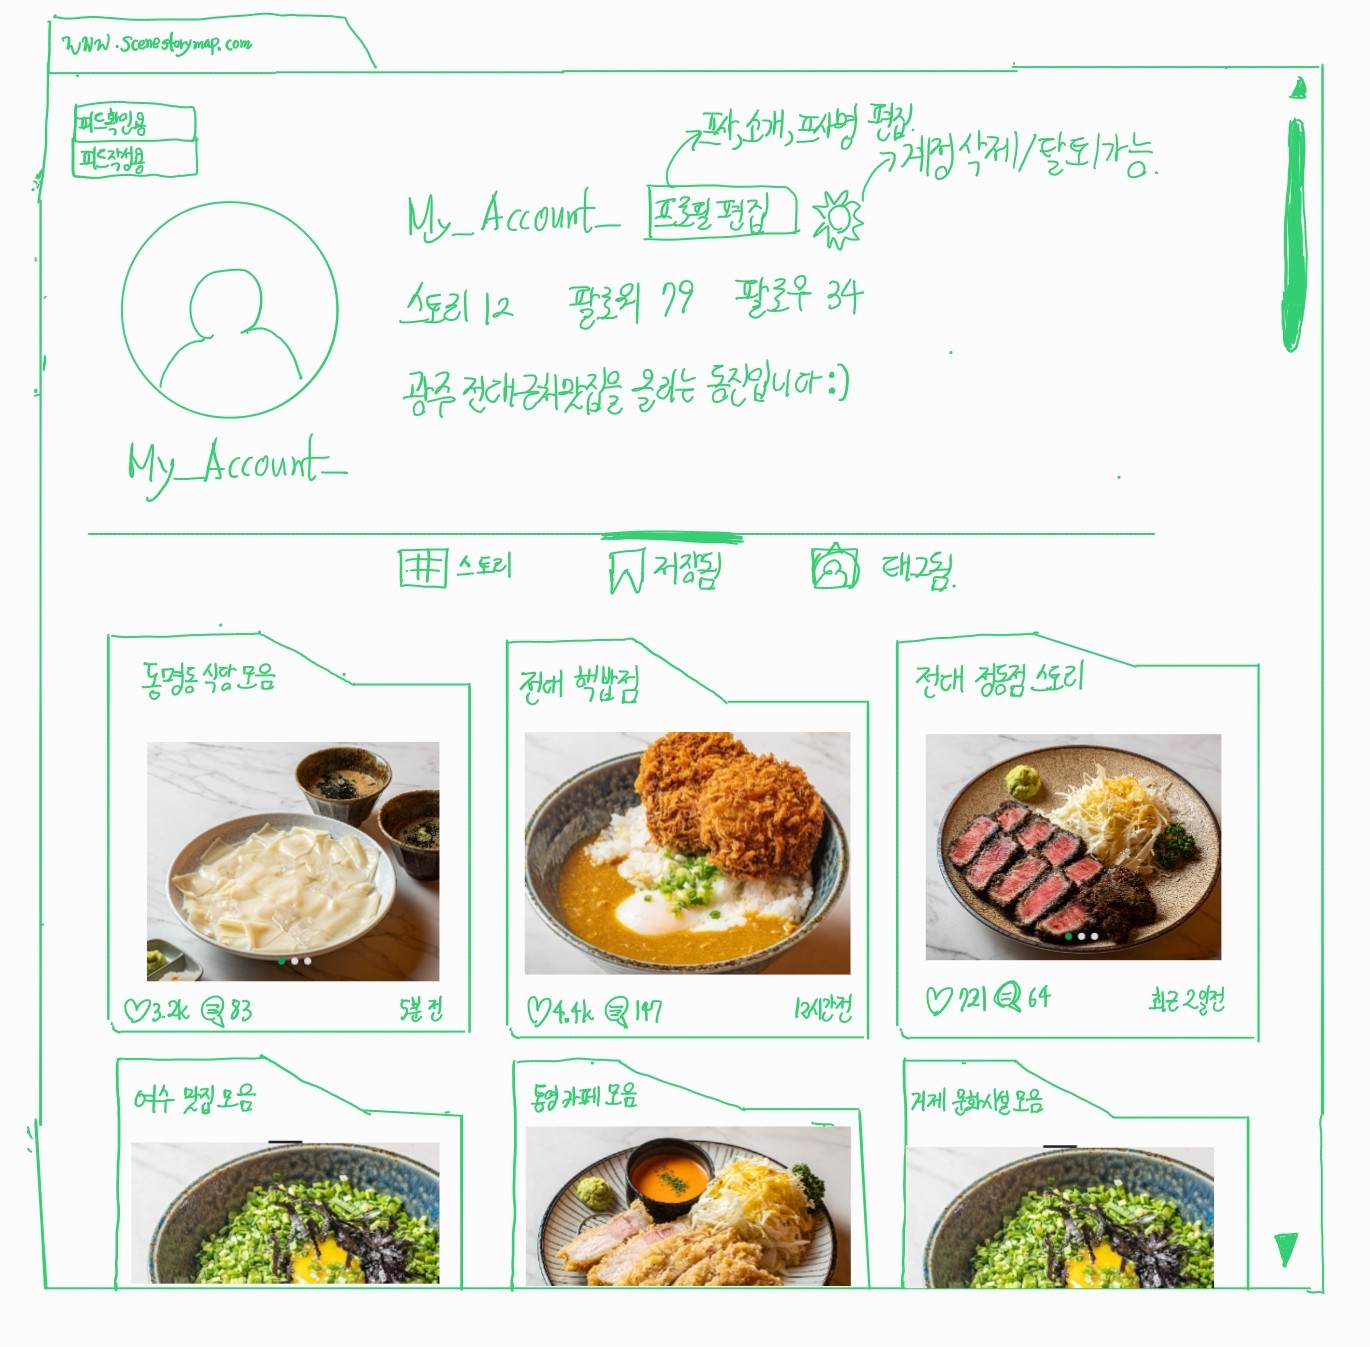 www.scenestorymap.com
피드확인용
피드작성용
프사, 소개, 프사명 편집.
계정 삭제/탈퇴가능.
My_Account_ 프로필 편집
스토리 12 팔로워 79 팔로우 34
광주 전대근처맛집을 올리는 동진입니다 :)
My_Account_
스토리 저장됨 태그됨.
동명동 식당 모음
전대 핵밥점
전대 정동점 스토리
3.2k 83 5분 전
4.4k 147 12시간전
721 64 최근 2일전
여수 맛집 모음
통영 카페 모음
거제 문화시설 모음